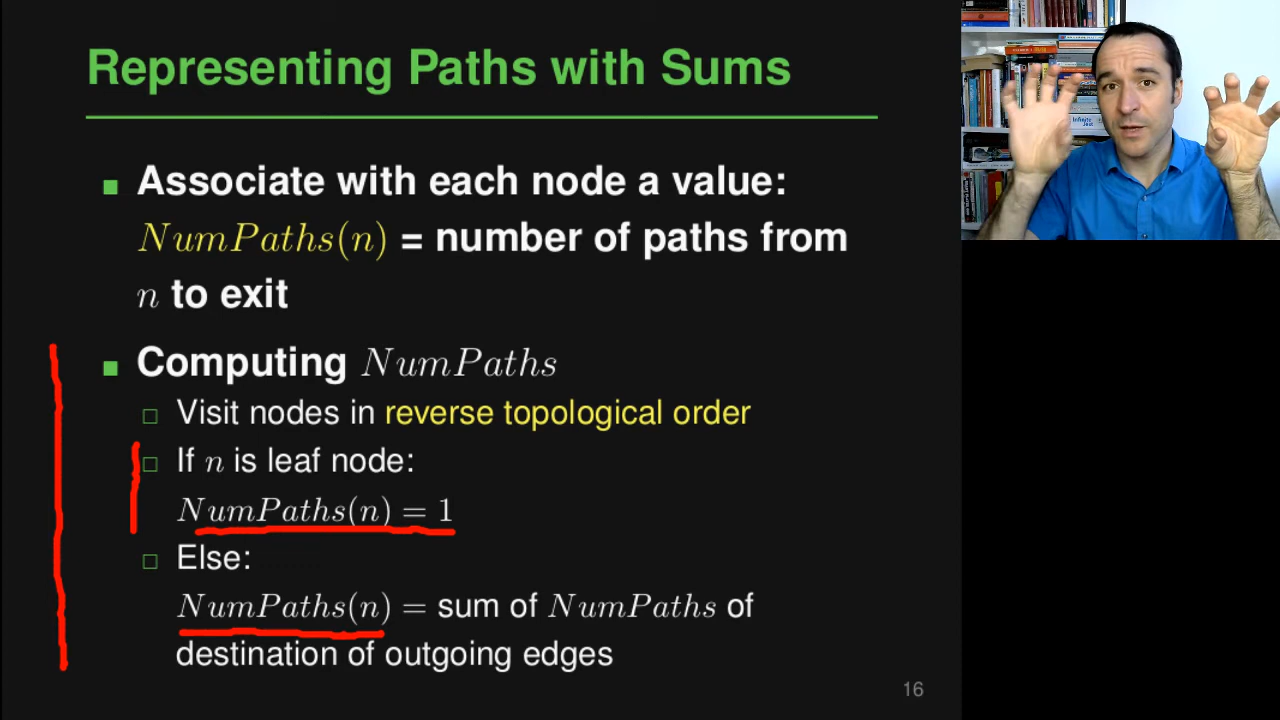 Representing Paths with Sums
Associate with each node a value:
NumPaths(n) = number of paths from
n to exit
Computing NumPaths
Visit nodes in reverse topological order
If n is leaf node:
NumPaths(n) = 1
Else:
NumPaths(n) = sum of NumPaths of
destination of outgoing edges
16
Infinite
Jest